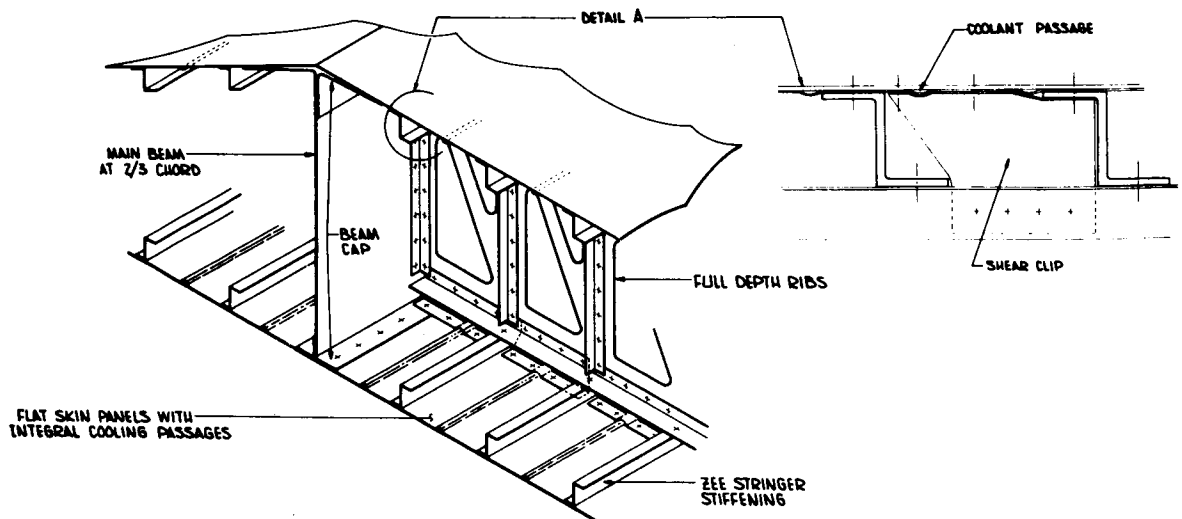 DETAIL A
COOLANT PASSAGE
MAIN BEAM
AT 2/3 CHORD
BEAM
CAP
FULL DEPTH RIBS
SHEAR CLIP
FLAT SKIN PANELS WITH
INTEGRAL COOLING PASSAGES
ZEE STRINGER
STIFFENING